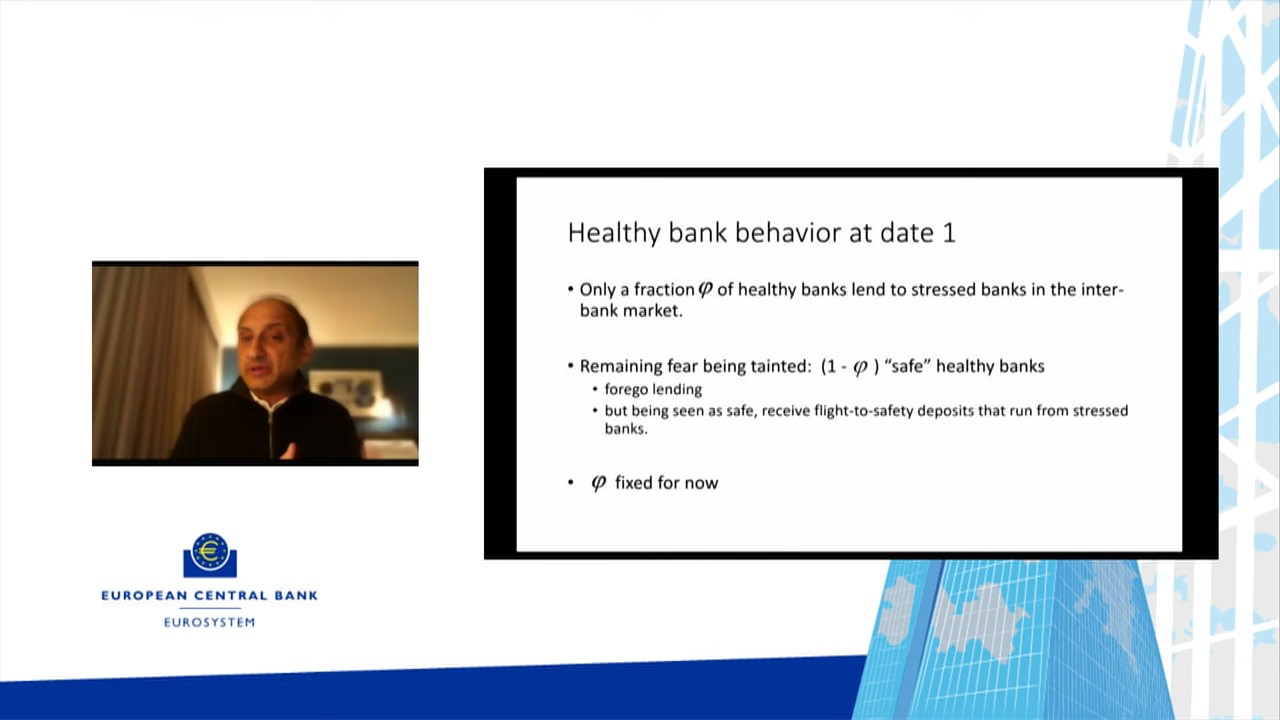 Healthy bank behavior at date 1
• Only a fraction φ of healthy banks lend to stressed banks in the inter-
bank market.
• Remaining fear being tainted: (1 - φ ) “safe” healthy banks
• forego lending
• but being seen as safe, receive flight-to-safety deposits that run from stressed
banks.
• φ fixed for now
EUROPEAN CENTRAL BANK
EUROSYSTEM